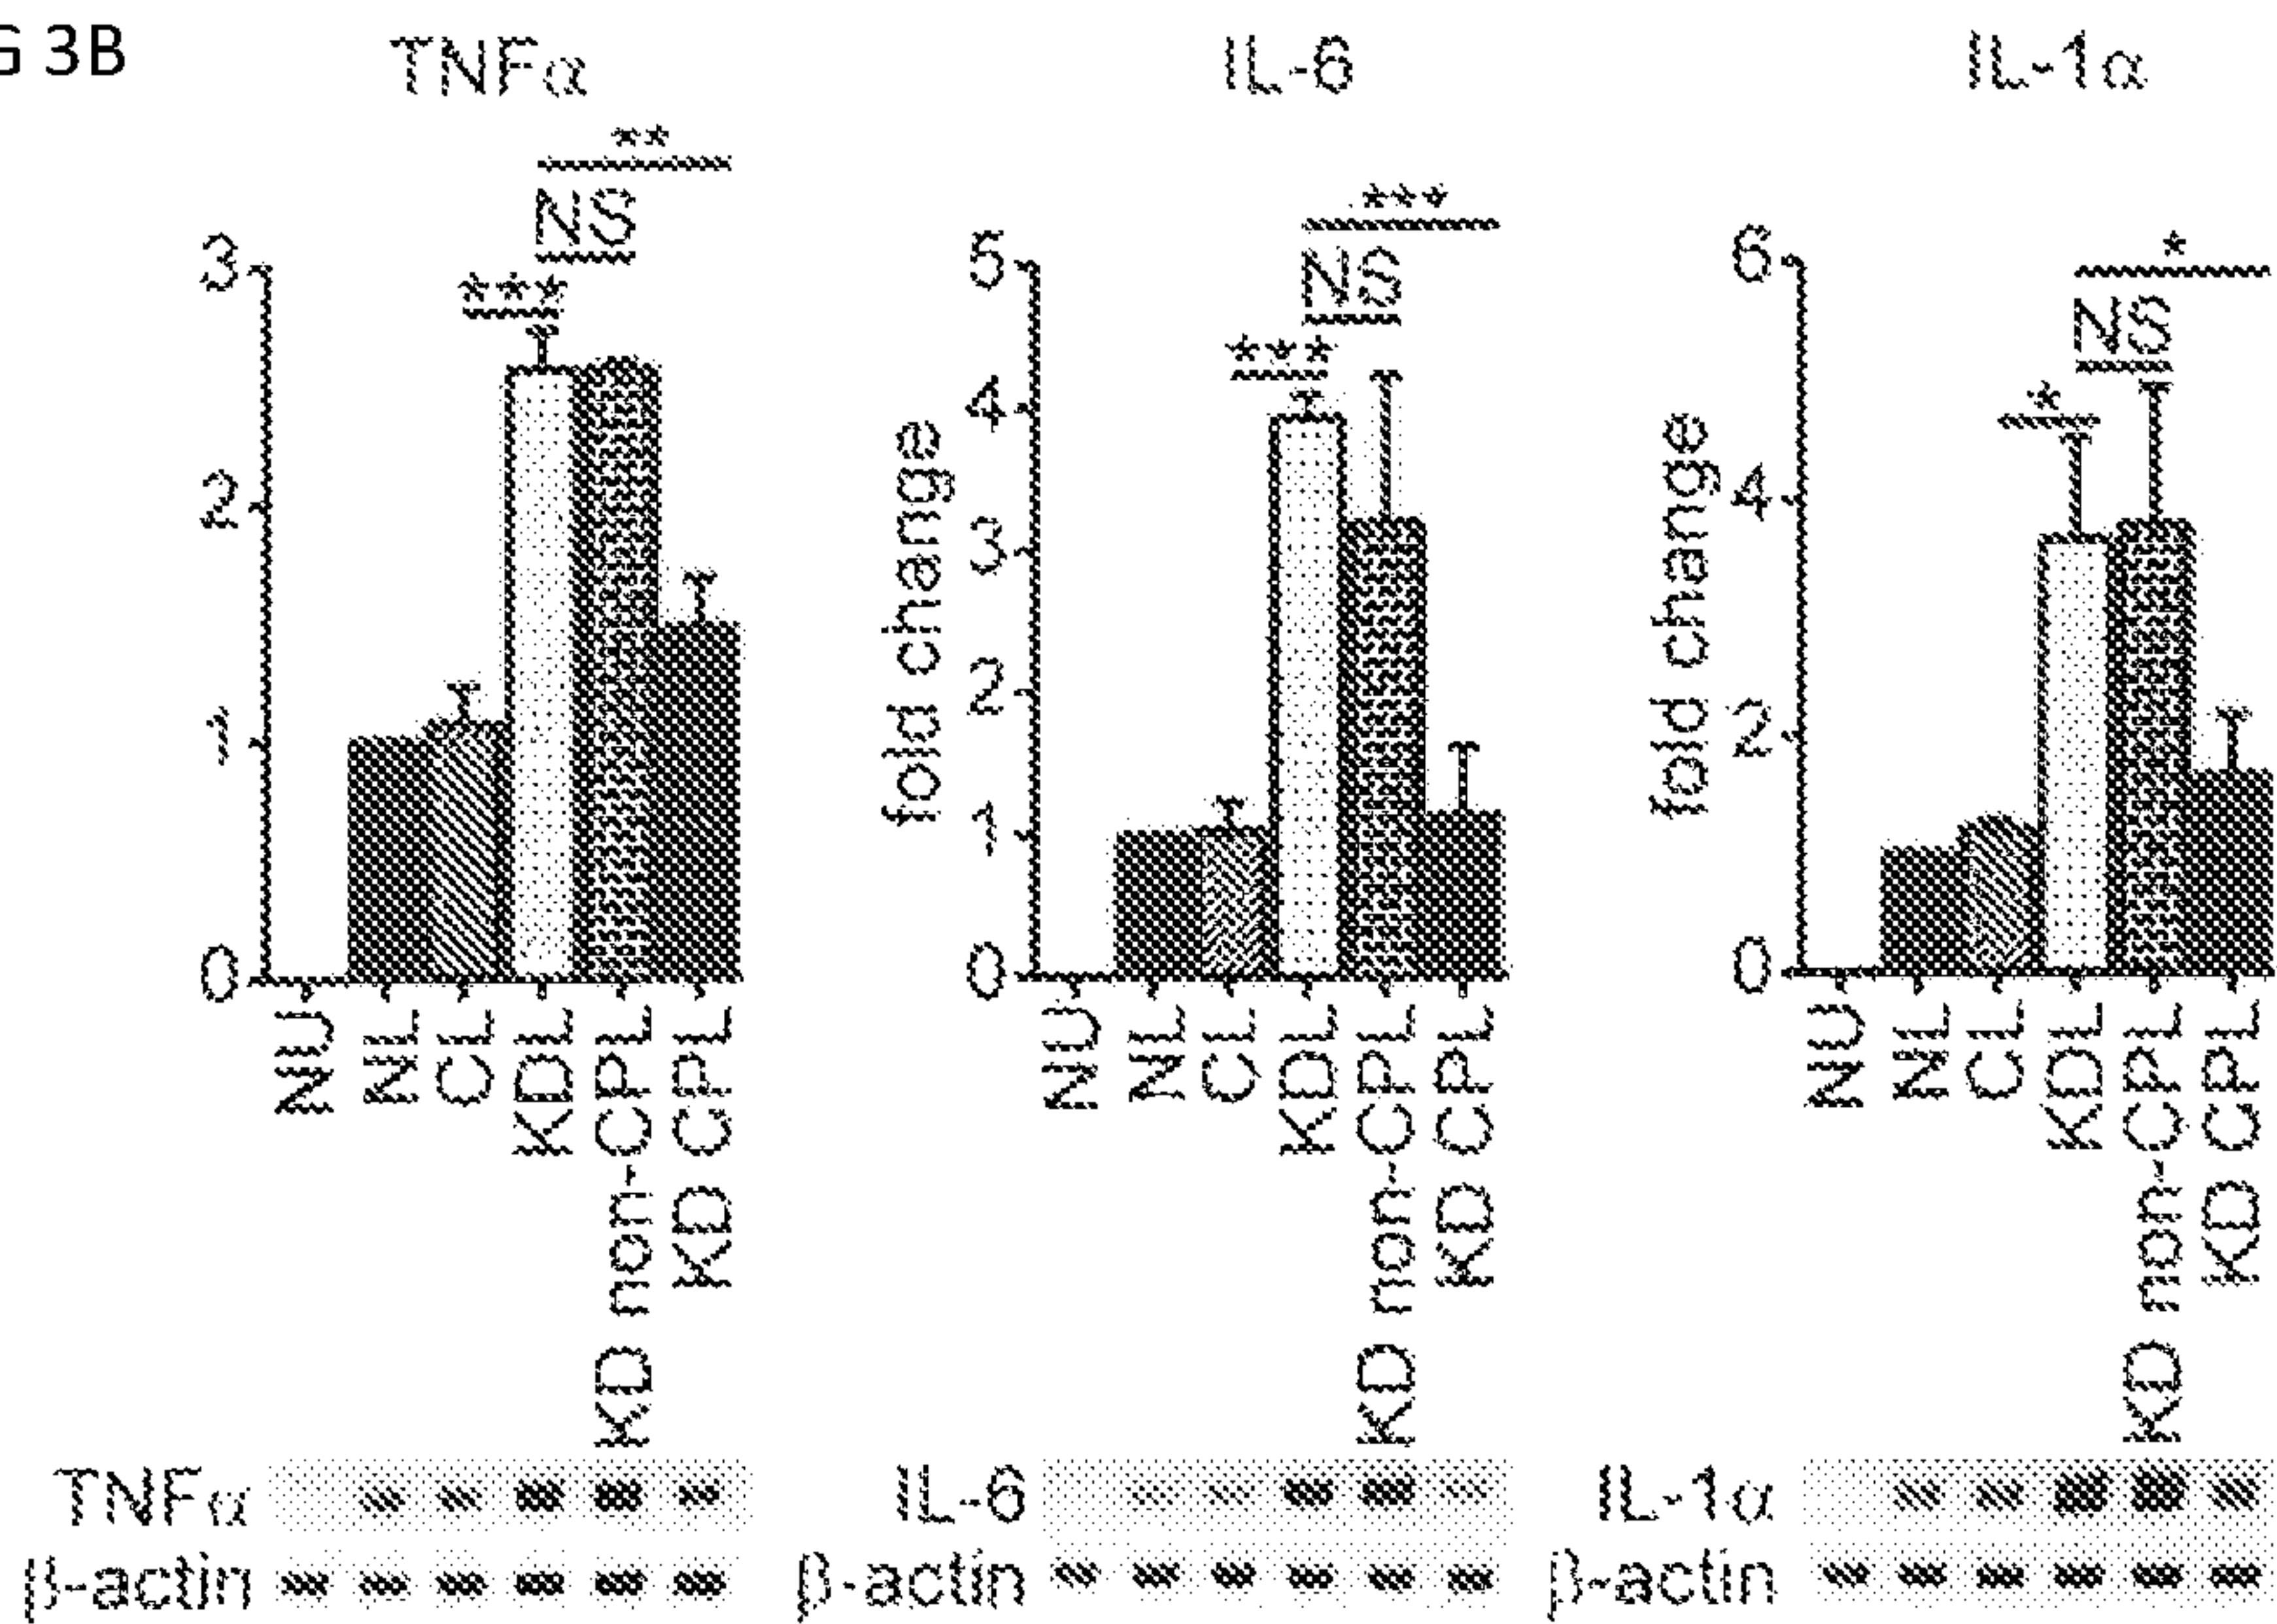 G 3B
TNFα
**
NS
***
3
2
1
0
NU
NL
CL
KDL
KD non-CPL
KD CPL
TNFα
β-actin
IL-6
***
NS
***
fold change
5
4
3
2
1
0
NU
NL
CL
KDL
KD non-CPL
KD CPL
IL-6
β-actin
IL-1α
*
NS
*
fold change
6
4
2
0
NU
NL
CL
KDL
KD non-CPL
KD CPL
IL-1α
β-actin